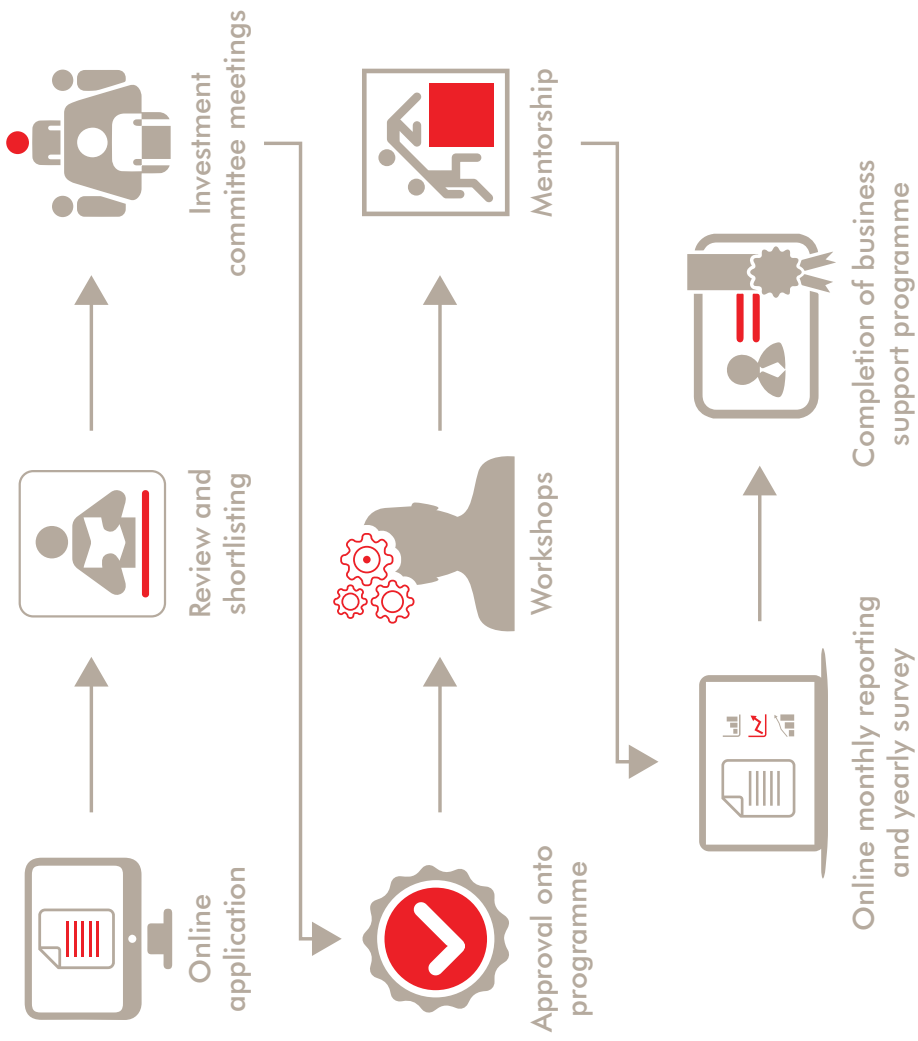 Online
application
Review and
shortlisting
Investment
committee meetings
Approval onto
programme
Workshops
Mentorship
Online monthly reporting
and yearly survey
Completion of business
support programme